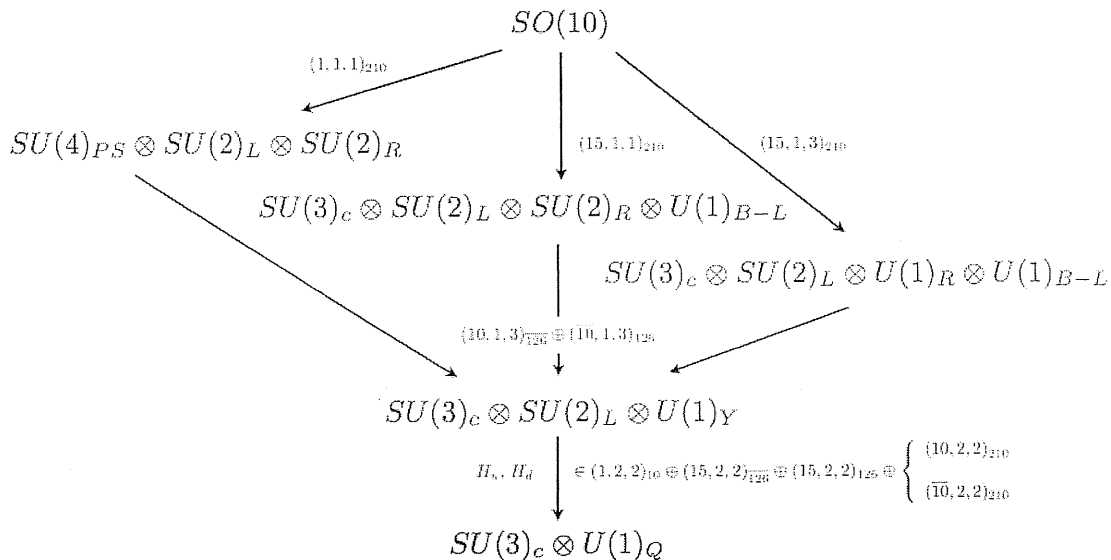 SO(10)
(1,1,1)₂₁₀
SU(4)_{PS} ⊗ SU(2)_L ⊗ SU(2)_R
(15,1,1)₂₁₀
(15,1,3)₂₁₀
SU(3)_c ⊗ SU(2)_L ⊗ SU(2)_R ⊗ U(1)_{B−L}
SU(3)_c ⊗ SU(2)_L ⊗ U(1)_R ⊗ U(1)_{B−L}
(10,1,3)_{\overline{126}} ⊕ (\overline{10},1,3)_{126}
SU(3)_c ⊗ SU(2)_L ⊗ U(1)_Y
(10,2,2)₂₁₀
H_u, H_d ∈ (1,2,2)₁₀ ⊕ (15,2,2)_{\overline{126}} ⊕ (15,2,2)_{126} ⊕ {
(\overline{10},2,2)₂₁₀
SU(3)_c ⊗ U(1)_Q